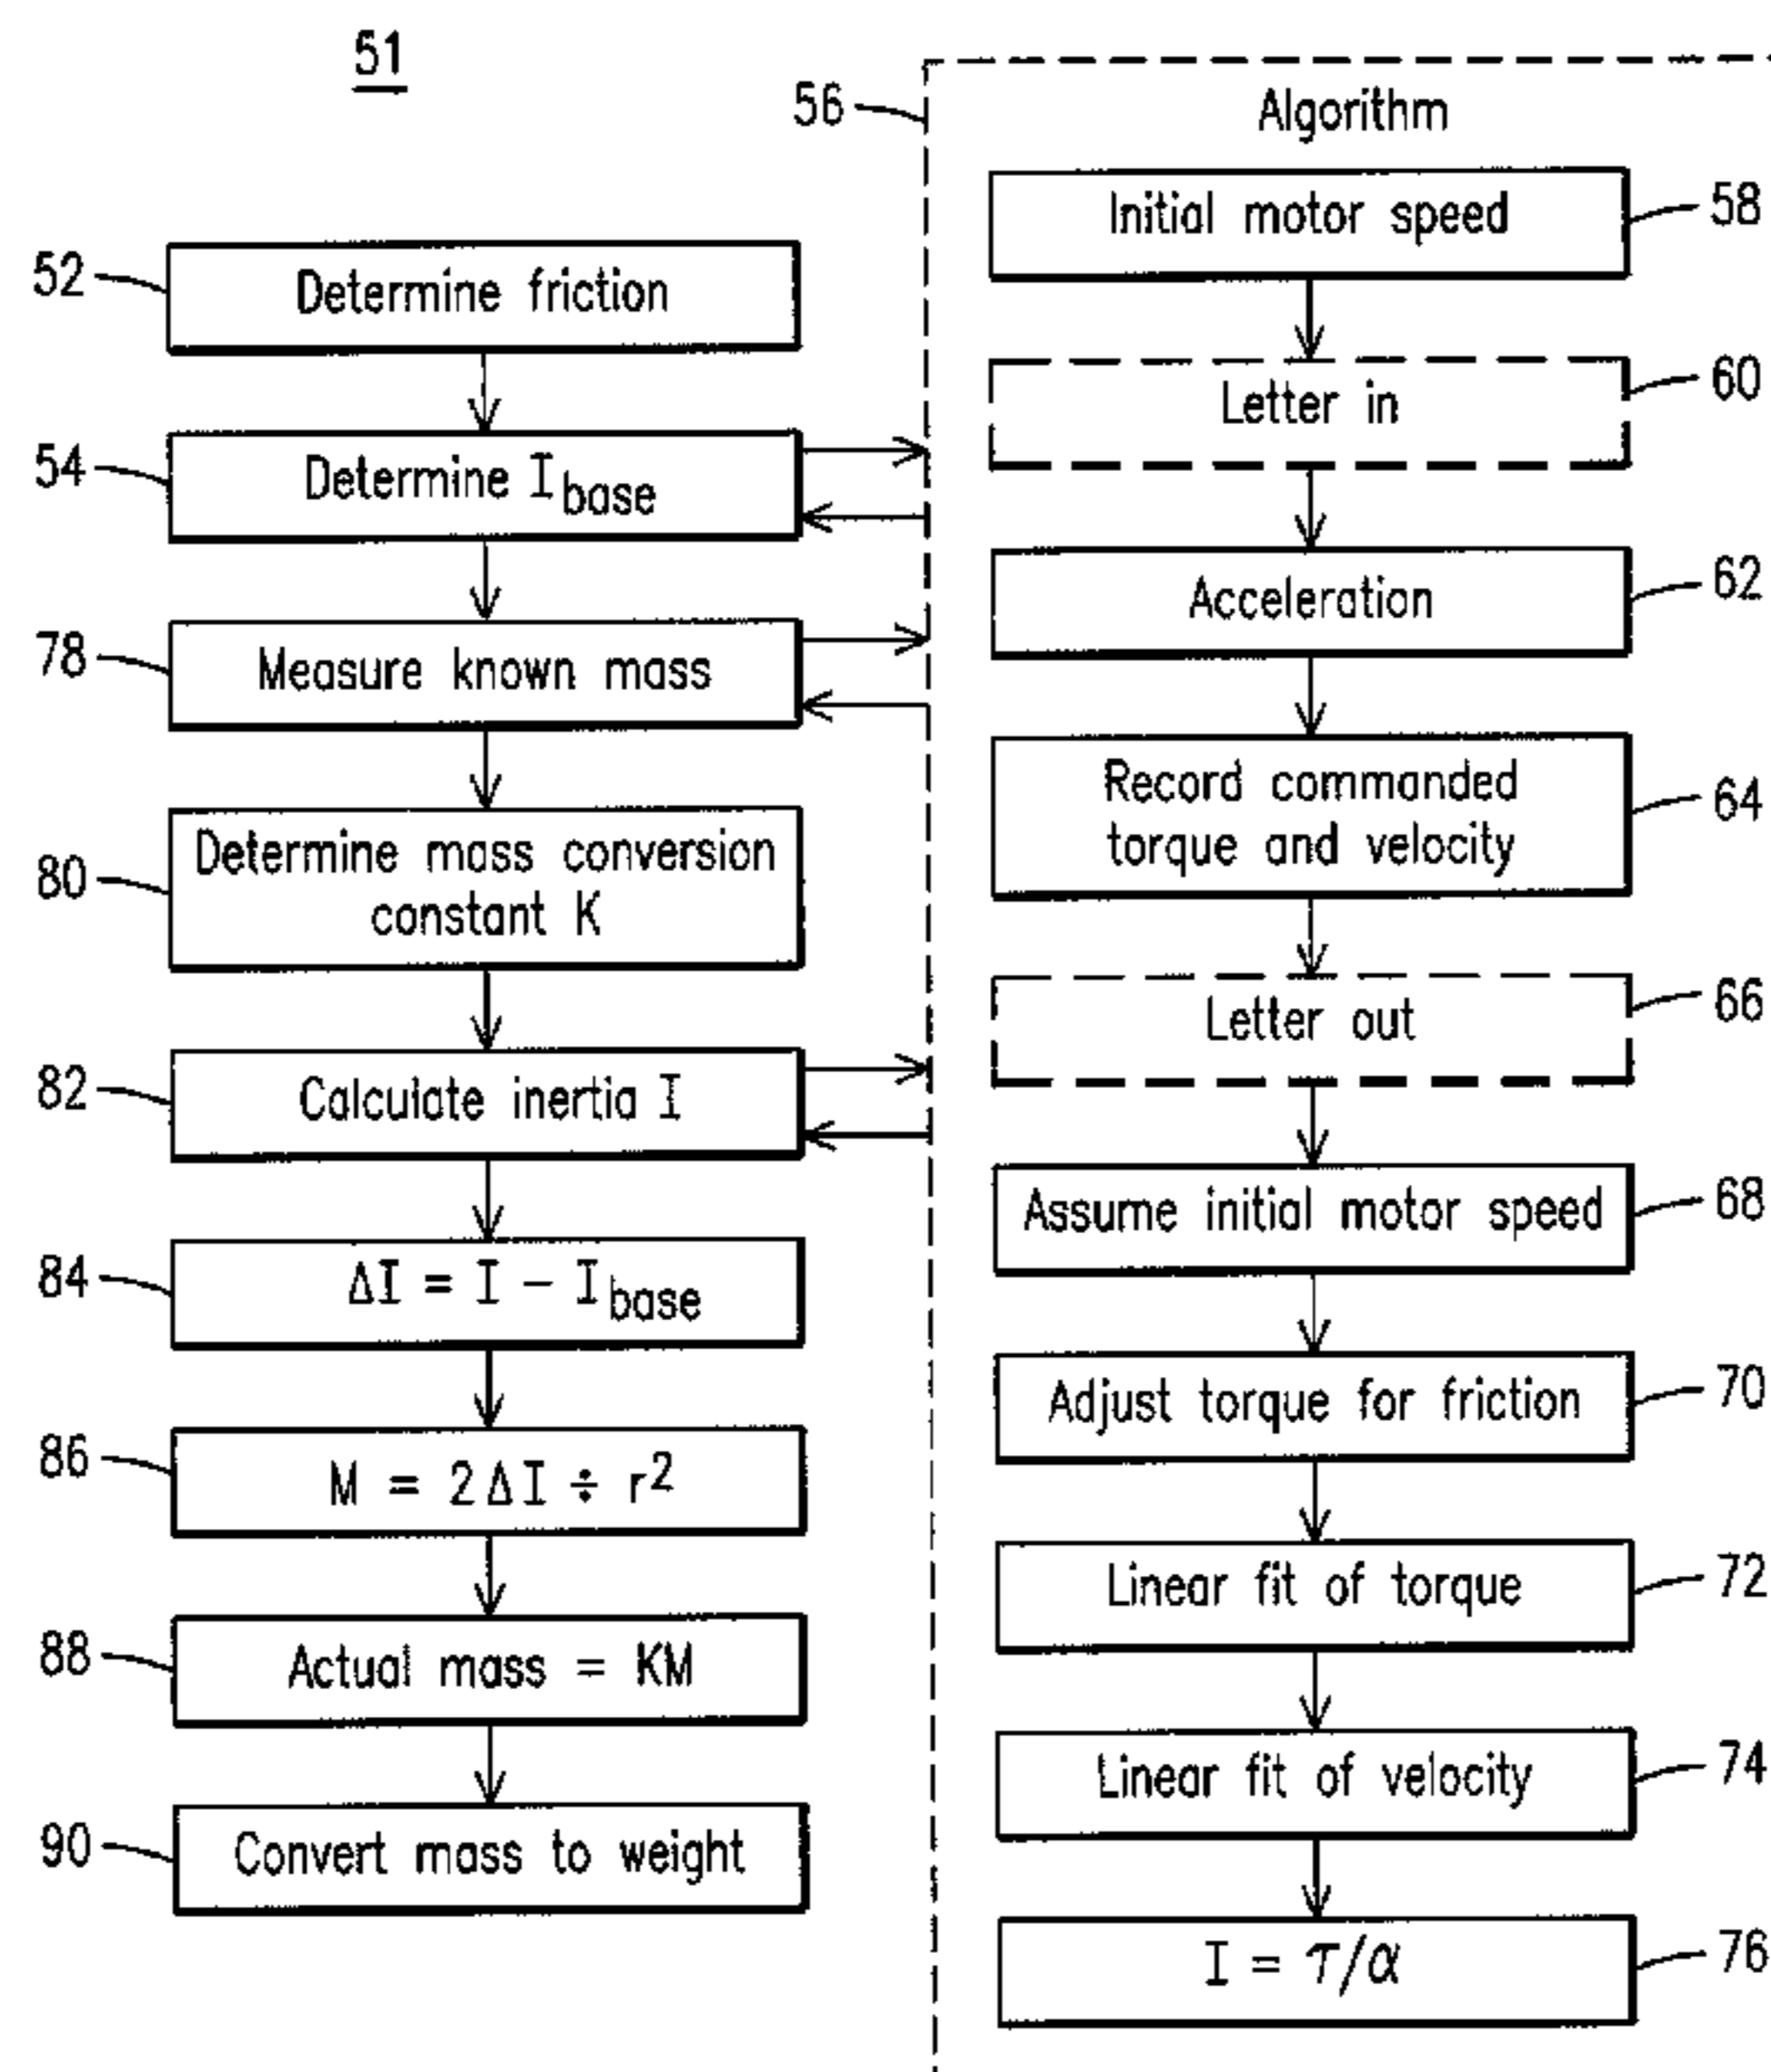 51
52
Determine friction
54
Determine I base
78
Measure known mass
80
Determine mass conversion
constant K
82
Calculate inertia I
84
ΔI = I − I base
86
M = 2ΔI ÷ r²
88
Actual mass = KM
90
Convert mass to weight
56
Algorithm
Initial motor speed
58
Letter in
60
Acceleration
62
Record commanded
torque and velocity
64
Letter out
66
Assume initial motor speed
68
Adjust torque for friction
70
Linear fit of torque
72
Linear fit of velocity
74
I = τ/α
76